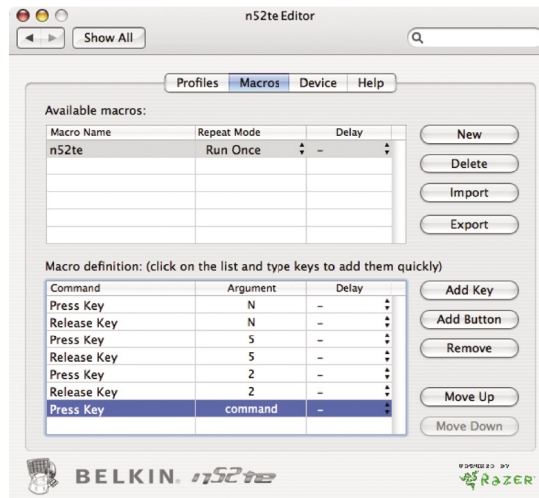 n52te Editor
Show All
Profiles Macros Device Help
Available macros:
Macro Name Repeat Mode Delay
n52te Run Once –
New
Delete
Import
Export
Macro definition: (click on the list and type keys to add them quickly)
Command Argument Delay
Press Key N –
Release Key N –
Press Key 5 –
Release Key 5 –
Press Key 2 –
Release Key 2 –
Press Key command –
Add Key
Add Button
Remove
Move Up
Move Down
BELKIN. n52te
RAZER